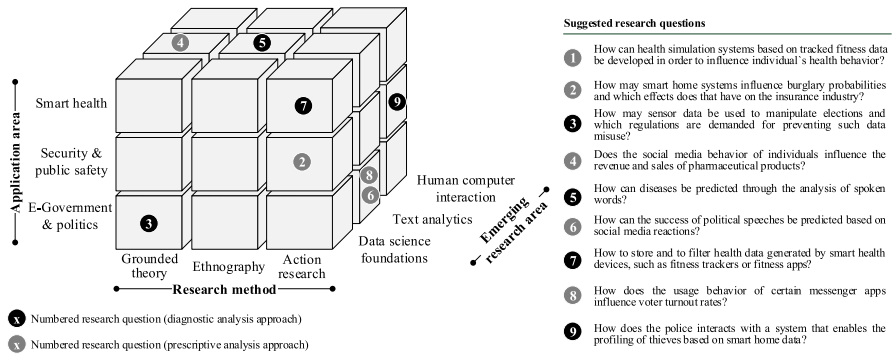 4
5
Smart health
7
9
Application area
Security &
public safety
2
8
6
E-Government
& politics
3
Human computer
interaction
Text analytics
Data science
foundations
Emerging
research area
Grounded
theory
Ethnography
Action
research
Research method
x Numbered research question (diagnostic analysis approach)
x Numbered research question (prescriptive analysis approach)
Suggested research questions
1 How can health simulation systems based on tracked fitness data
be developed in order to influence individual`s health behavior?
2 How may smart home systems influence burglary probabilities
and which effects does that have on the insurance industry?
3 How may sensor data be used to manipulate elections and
which regulations are demanded for preventing such data
misuse?
4 Does the social media behavior of individuals influence the
revenue and sales of pharmaceutical products?
5 How can diseases be predicted through the analysis of spoken
words?
6 How can the success of political speeches be predicted based on
social media reactions?
7 How to store and to filter health data generated by smart health
devices, such as fitness trackers or fitness apps?
8 How does the usage behavior of certain messenger apps
influence voter turnout rates?
9 How does the police interacts with a system that enables the
profiling of thieves based on smart home data?